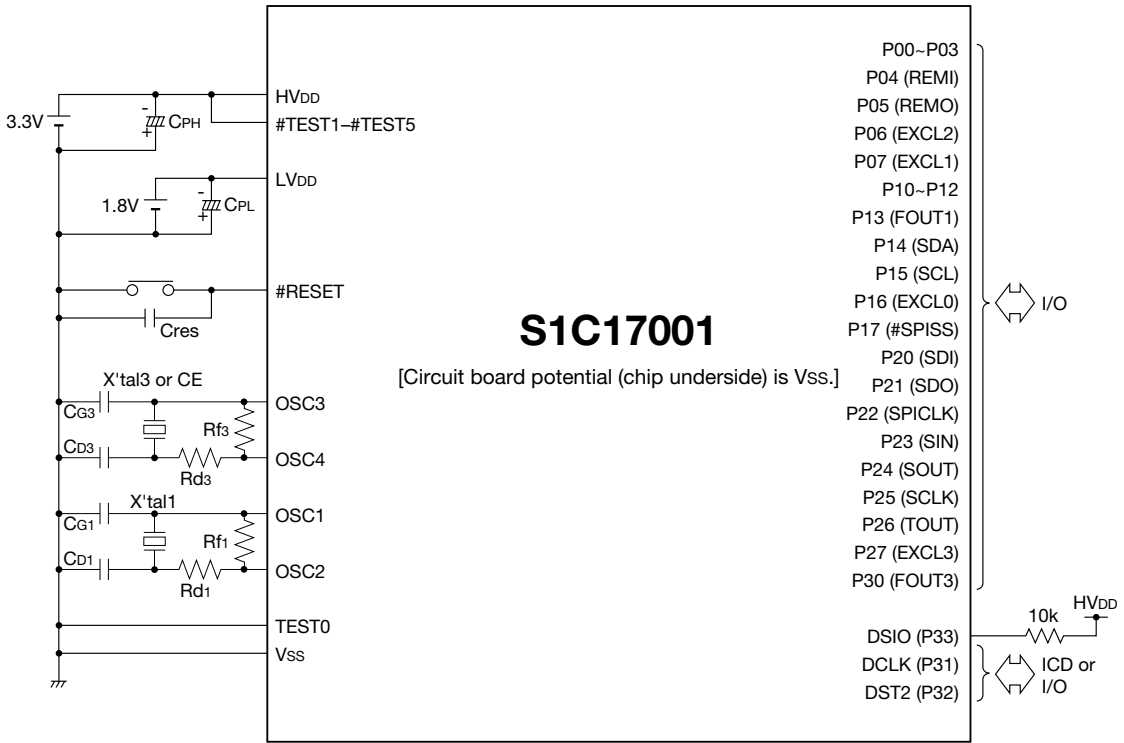 3.3V
-
+
CPH
HVDD
#TEST1–#TEST5
1.8V
-
+
CPL
LVDD
#RESET
Cres
X'tal3 or CE
CG3
CD3
Rf3
Rd3
OSC3
OSC4
X'tal1
CG1
CD1
Rf1
Rd1
OSC1
OSC2
TEST0
VSS
S1C17001
[Circuit board potential (chip underside) is VSS.]
P00~P03
P04 (REMI)
P05 (REMO)
P06 (EXCL2)
P07 (EXCL1)
P10~P12
P13 (FOUT1)
P14 (SDA)
P15 (SCL)
P16 (EXCL0)
P17 (#SPISS)
P20 (SDI)
P21 (SDO)
P22 (SPICLK)
P23 (SIN)
P24 (SOUT)
P25 (SCLK)
P26 (TOUT)
P27 (EXCL3)
P30 (FOUT3)
I/O
DSIO (P33)
10k
HVDD
DCLK (P31)
DST2 (P32)
ICD or
I/O